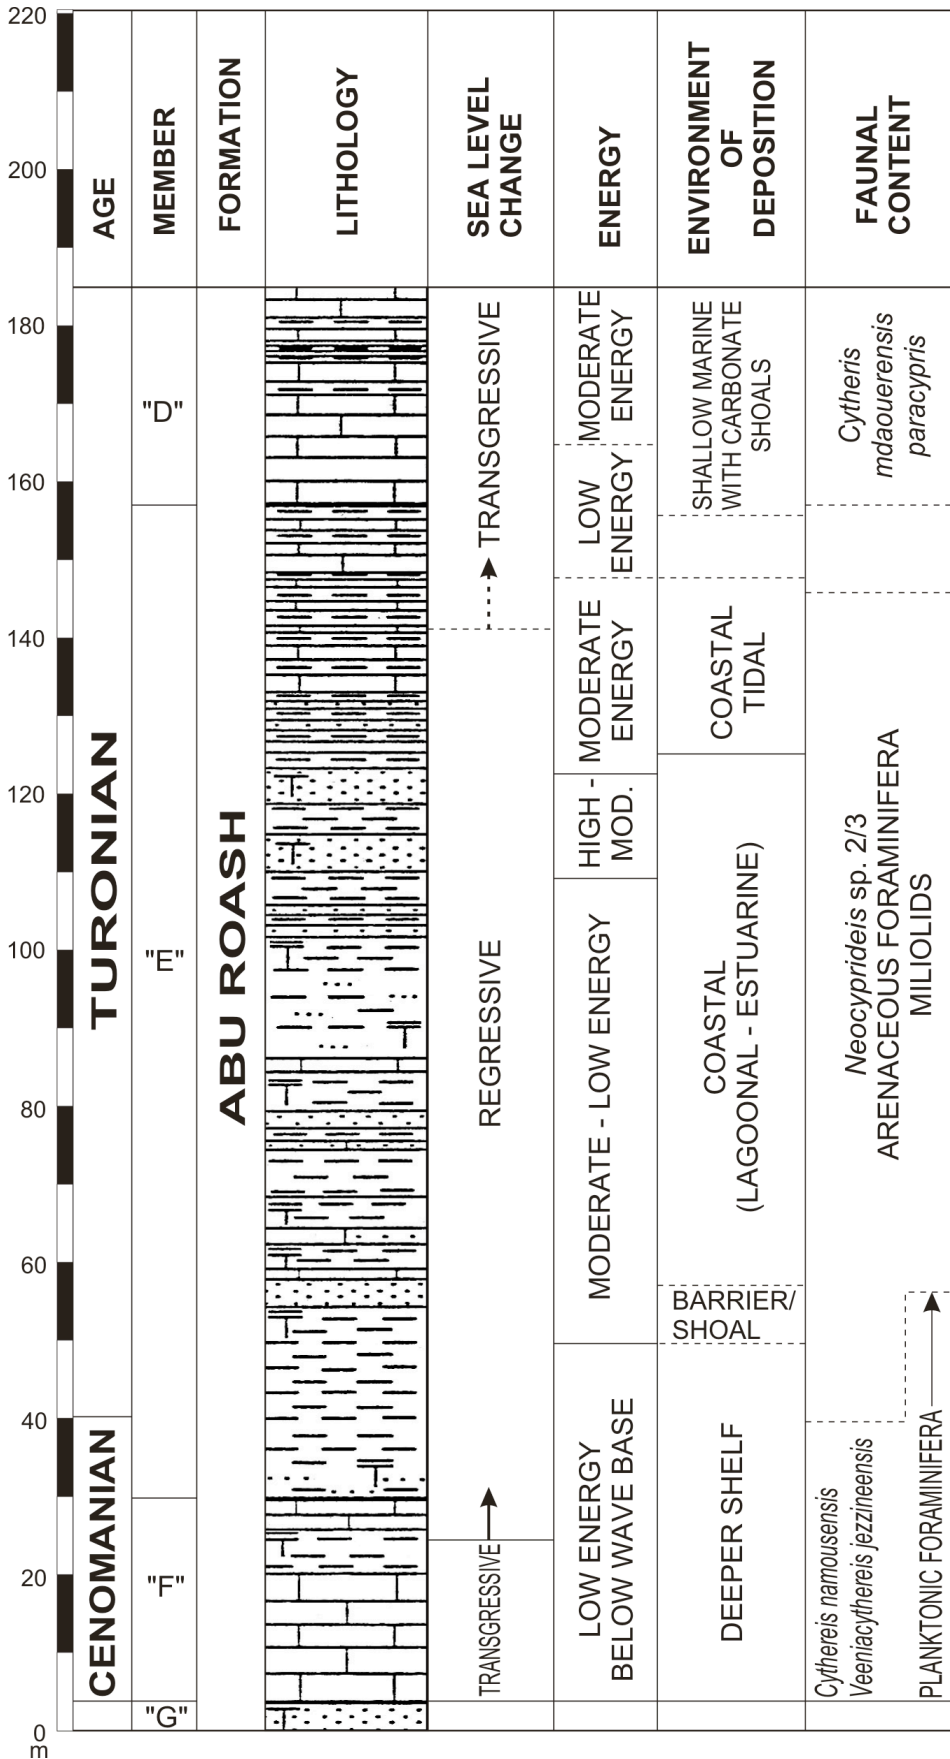 220
200
180
160
140
120
100
80
60
40
20
0
m
AGE
MEMBER
FORMATION
LITHOLOGY
SEA LEVEL
CHANGE
ENERGY
ENVIRONMENT
OF
DEPOSITION
FAUNAL
CONTENT
TURONIAN
CENOMANIAN
"D"
"E"
"F"
"G"
ABU ROASH
TRANSGRESSIVE
REGRESSIVE
TRANSGRESSIVE
MODERATE
ENERGY
LOW
ENERGY
MODERATE
ENERGY
HIGH -
MOD.
MODERATE - LOW ENERGY
LOW ENERGY
BELOW WAVE BASE
SHALLOW MARINE
WITH CARBONATE
SHOALS
COASTAL
TIDAL
COASTAL
(LAGOONAL - ESTUARINE)
BARRIER/
SHOAL
DEEPER SHELF
Cytheris
mdaouerensis
paracypris
Neocyprideis sp. 2/3
ARENACEOUS FORAMINIFERA
MILIOLIDS
Cythereis namousensis
Veeniacythereis jezzineensis
PLANKTONIC FORAMINIFERA